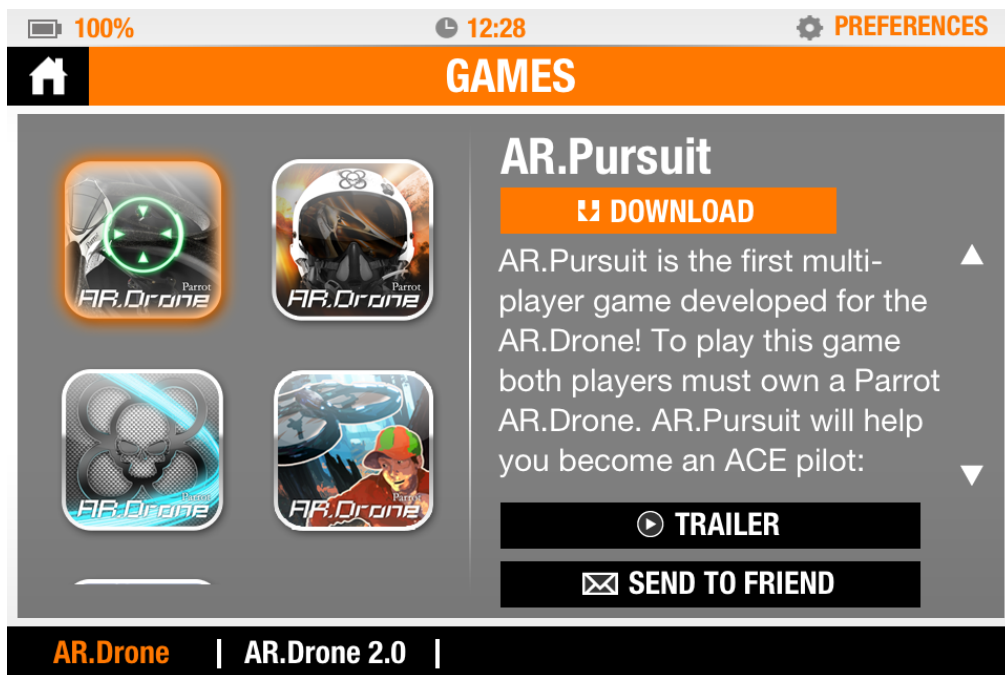 100%
12:28
PREFERENCES
GAMES
Parrot
AR.Drone
Parrot
AR.Drone
Parrot
AR.Drone
Parrot
AR.Drone
AR.Pursuit
DOWNLOAD
AR.Pursuit is the first multi-
player game developed for the
AR.Drone! To play this game
both players must own a Parrot
AR.Drone. AR.Pursuit will help
you become an ACE pilot:
TRAILER
SEND TO FRIEND
AR.Drone | AR.Drone 2.0 |